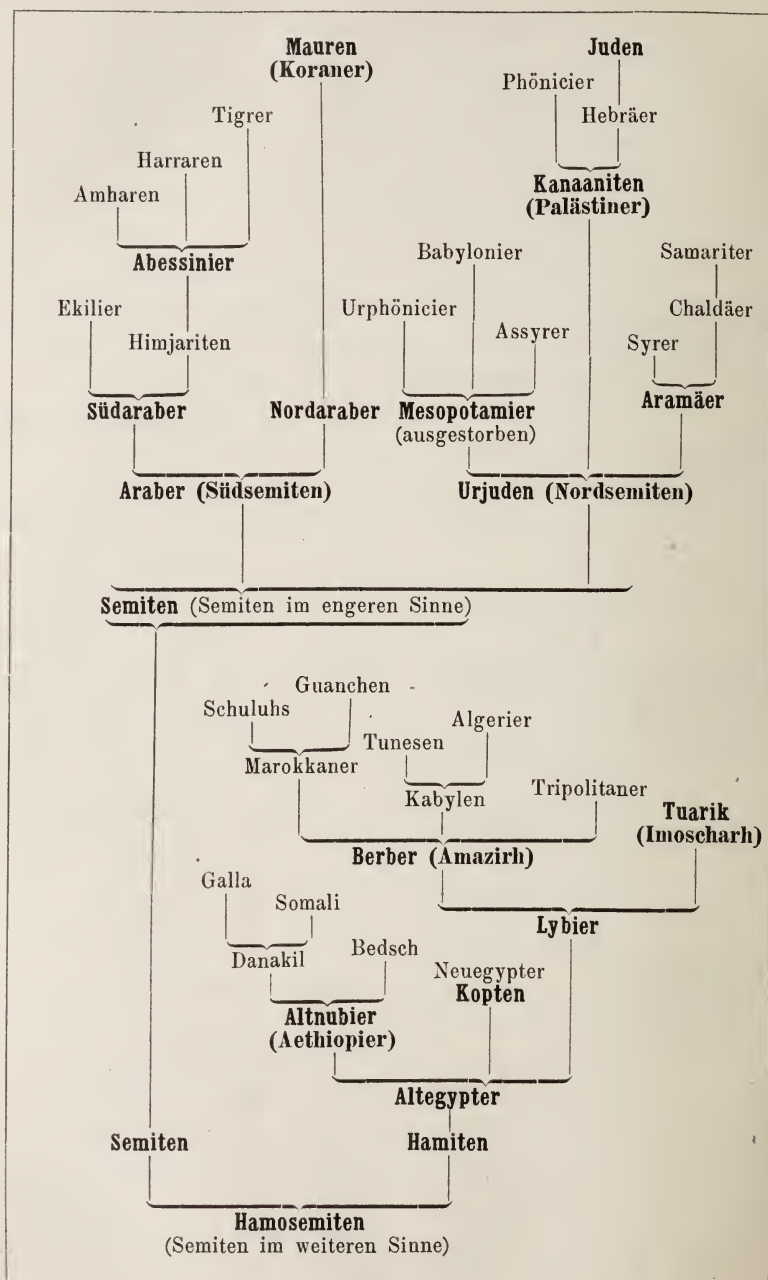 Mauren
(Koraner)
Juden
Phönicier
Hebräer
Tigrer
Harraren
Amharen
Kanaaniten
(Palästiner)
Abessinier
Babylonier
Samariter
Ekilier
Urphönicier
Chaldäer
Himjariten
Assyrer
Syrer
Südaraber
Nordaraber
Mesopotamier
(ausgestorben)
Aramäer
Araber (Südsemiten)
Urjuden (Nordsemiten)
Semiten (Semiten im engeren Sinne)
Guanchen
Schuluhs
Algerier
Tunesen
Marokkaner
Kabylen
Tripolitaner
Tuarik
(Imoscharh)
Berber (Amazirh)
Galla
Somali
Lybier
Danakil
Bedsch
Neuegypter
Kopten
Altnubier
(Aethiopier)
Altegypter
Semiten
Hamiten
Hamosemiten
(Semiten im weiteren Sinne)